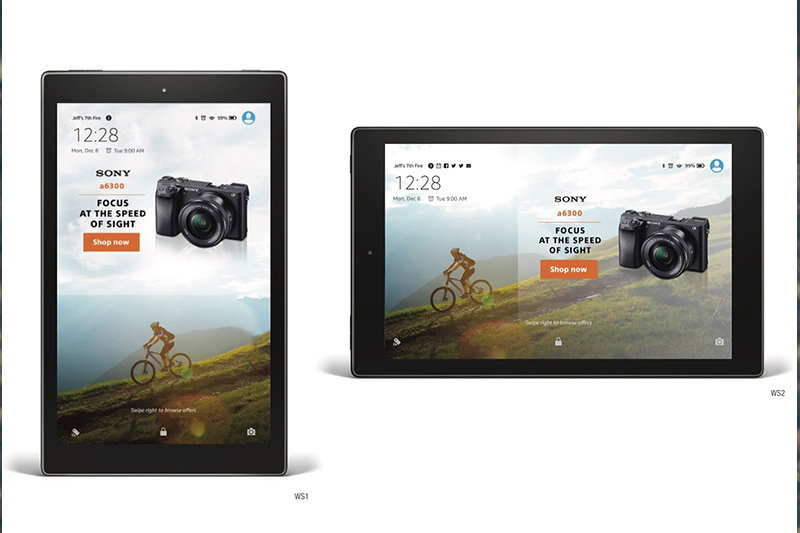 Jeff's 7th Fire
99%
12:28
Mon, Dec 8 Tue 9:00 AM
SONY
a6300
FOCUS
AT THE SPEED
OF SIGHT
Shop now
SONY
Swipe right to browse offers
WS1
Jeff's 7th Fire
99%
12:28
Mon, Dec 8 Tue 9:00 AM
SONY
a6300
FOCUS
AT THE SPEED
OF SIGHT
Shop now
SONY
Swipe right to browse offers
WS2